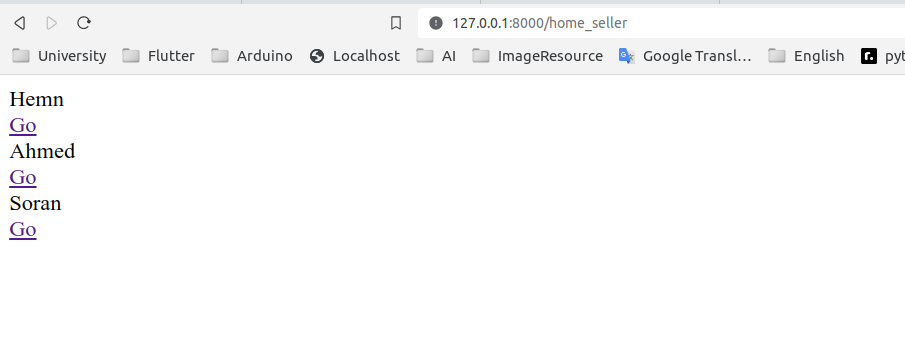 127.0.0.1:8000/home_seller
University Flutter Arduino Localhost AI ImageResource Google Transl... English pyt
Hemn
Go
Ahmed
Go
Soran
Go